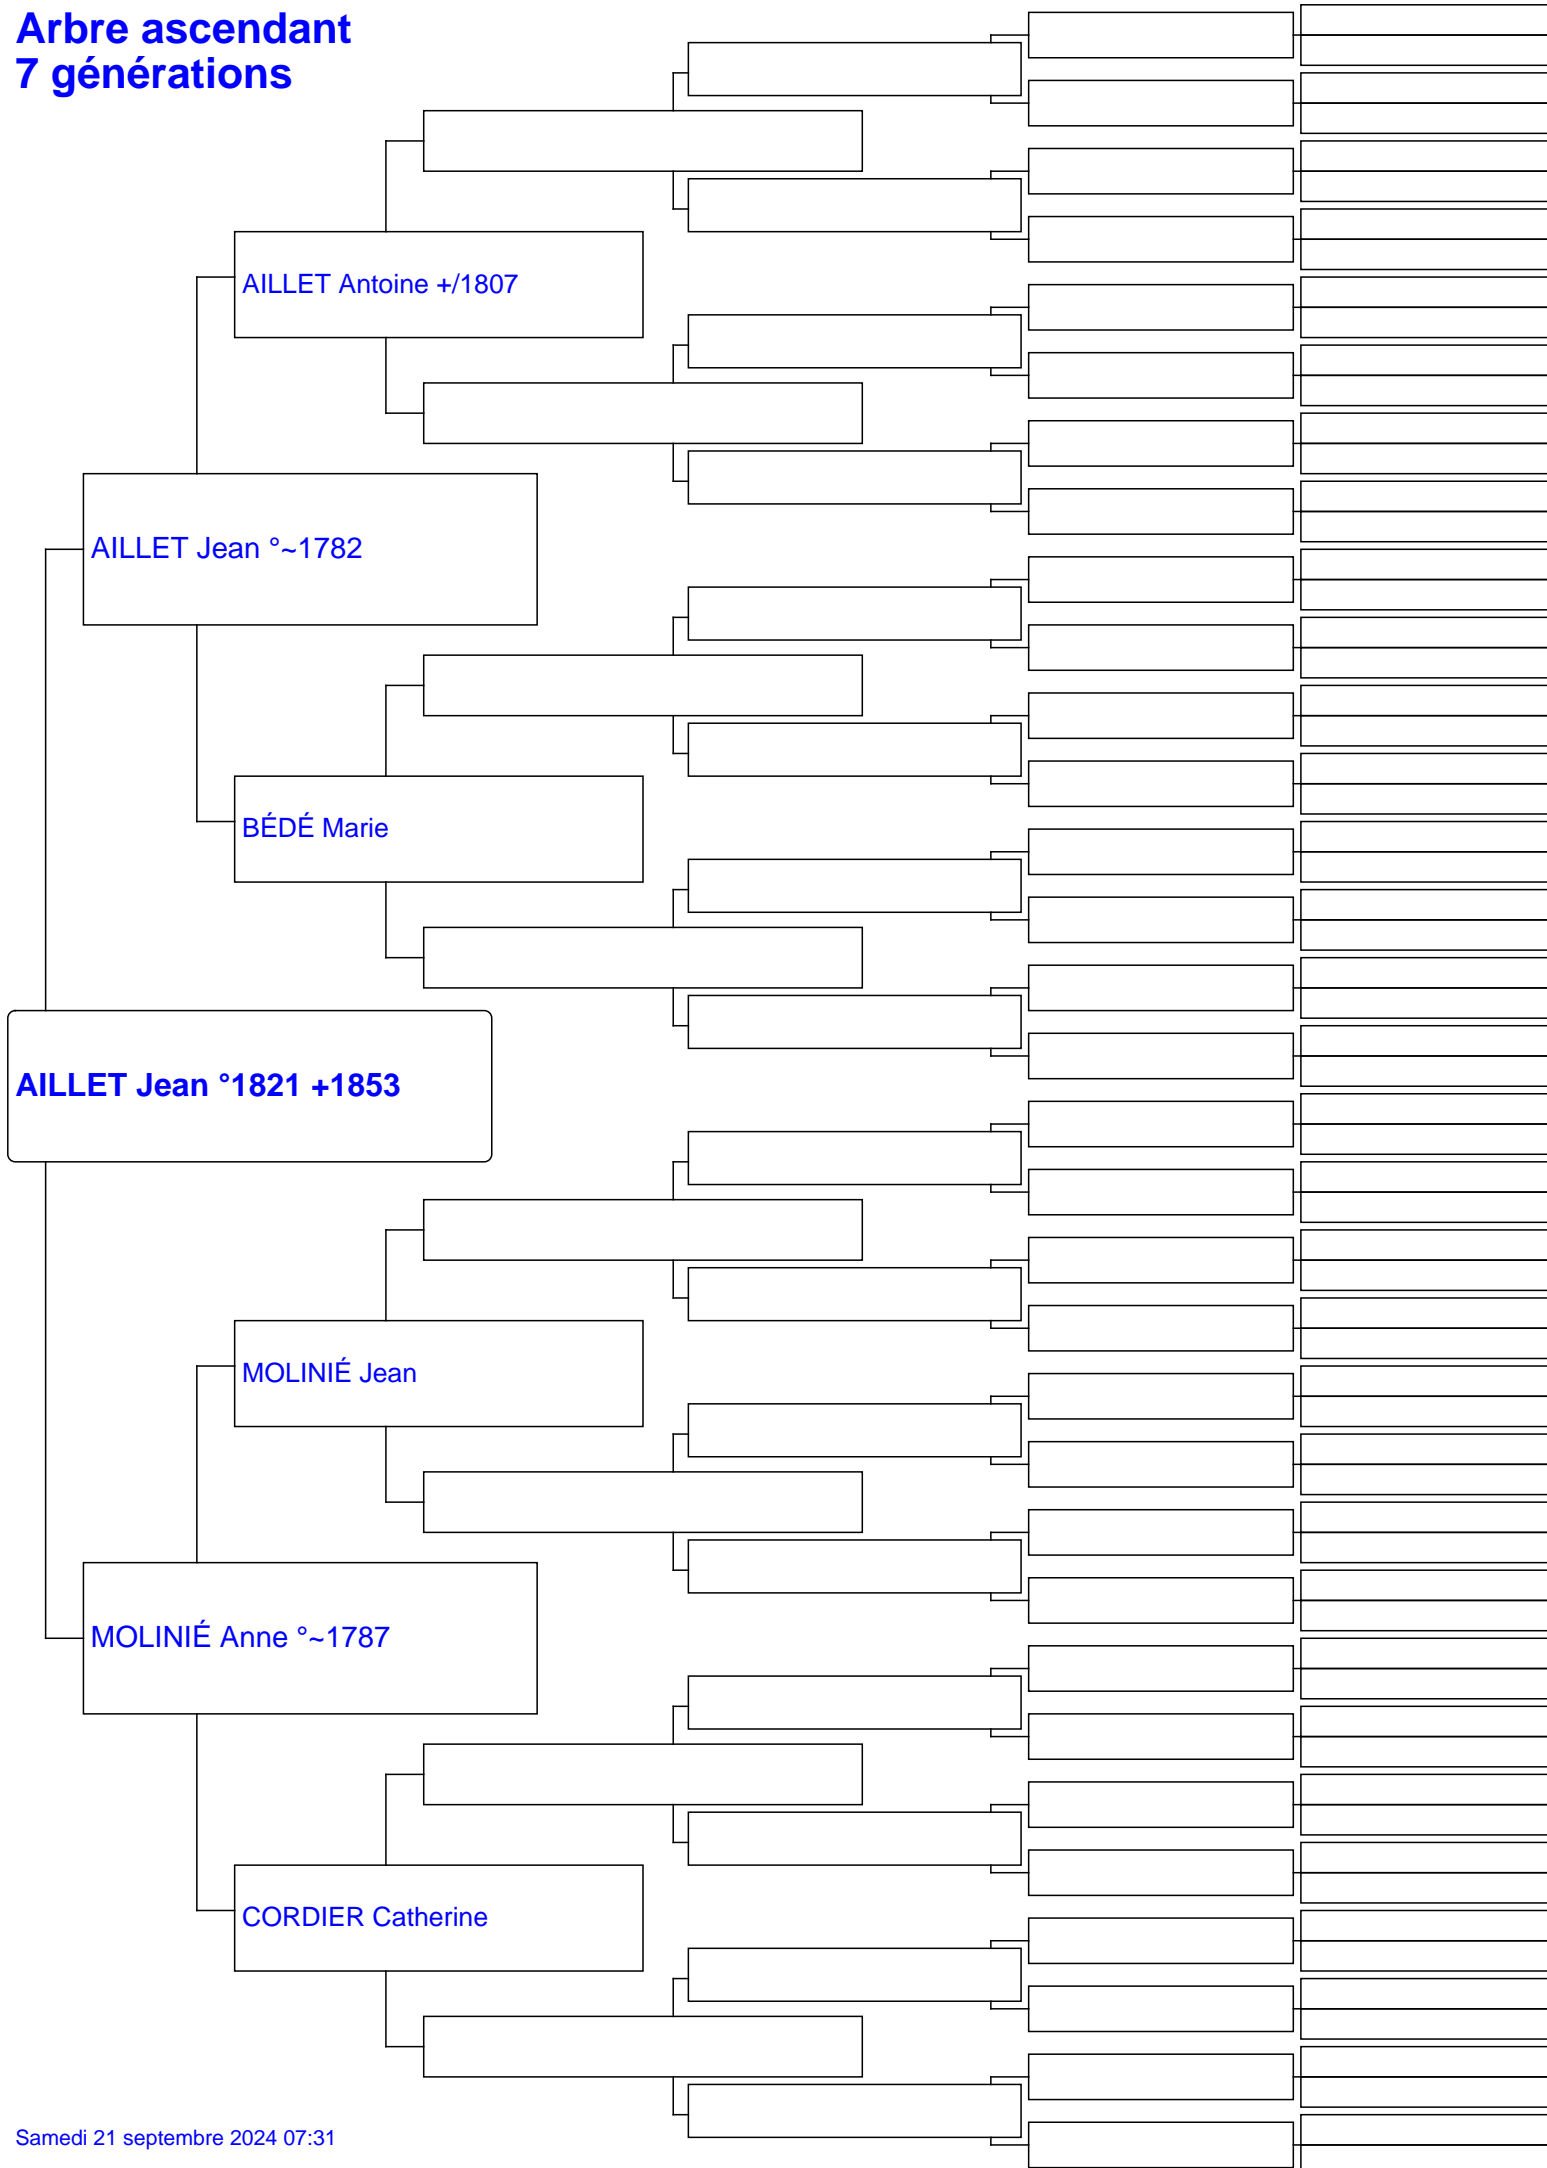 Arbre ascendant
7 générations
AILLET Antoine +/1807
AILLET Jean °~1782
BÉDÉ Marie
AILLET Jean °1821 +1853
MOLINIÉ Jean
MOLINIÉ Anne °~1787
CORDIER Catherine
Samedi 21 septembre 2024 07:31